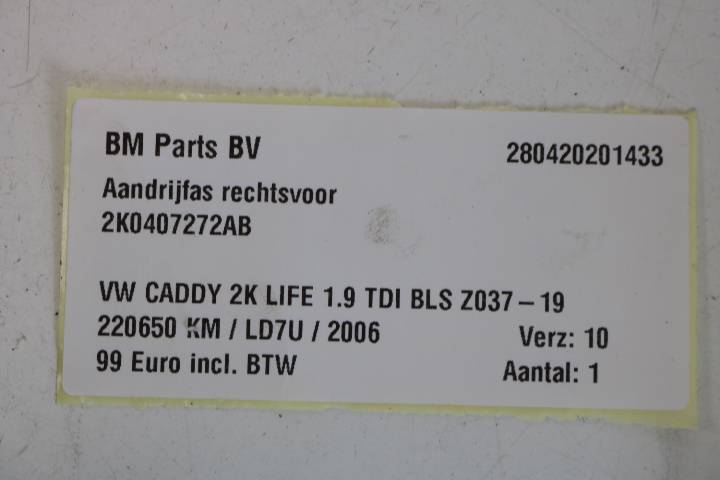 BM Parts BV 280420201433
Aandrijfas rechtsvoor
2K0407272AB
VW CADDY 2K LIFE 1.9 TDI BLS Z037-19
220650 KM / LD7U / 2006 Verz: 10
99 Euro incl. BTW Aantal: 1